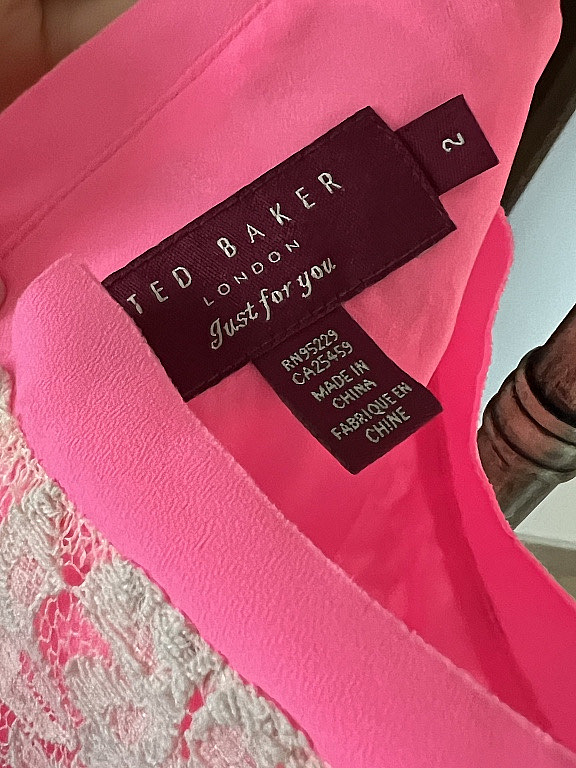 TED BAKER
LONDON
Just for you
2
RN95229
CA25459
MADE IN
CHINA
FABRIQUE EN
CHINE